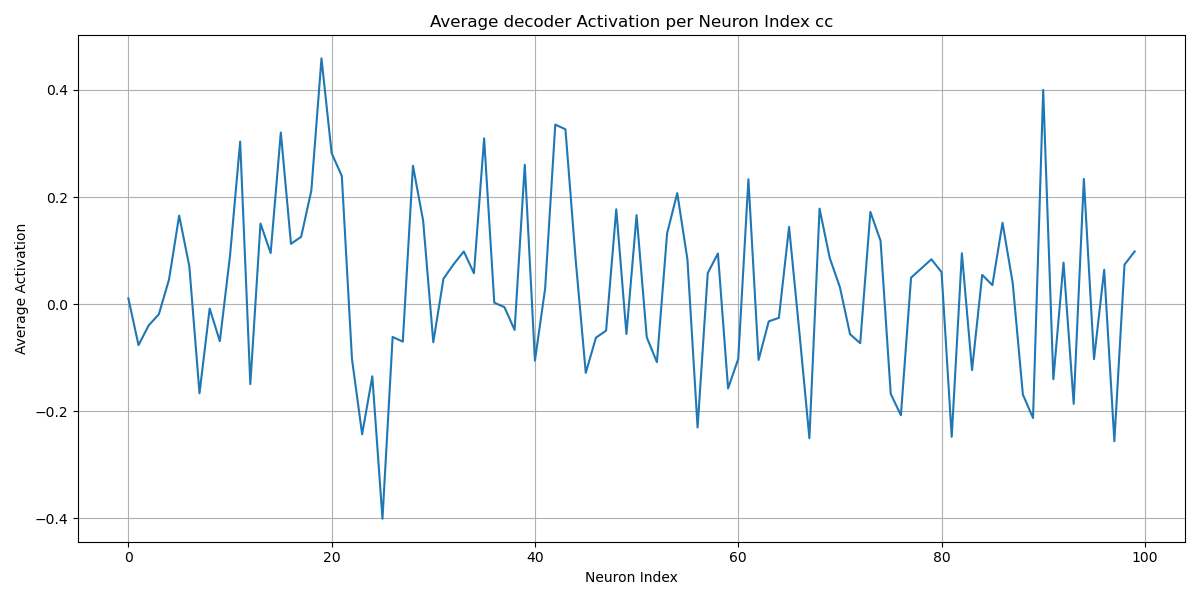 Average decoder Activation per Neuron Index cc
Average Activation
0.4
0.2
0.0
−0.2
−0.4
0 20 40 60 80 100
Neuron Index